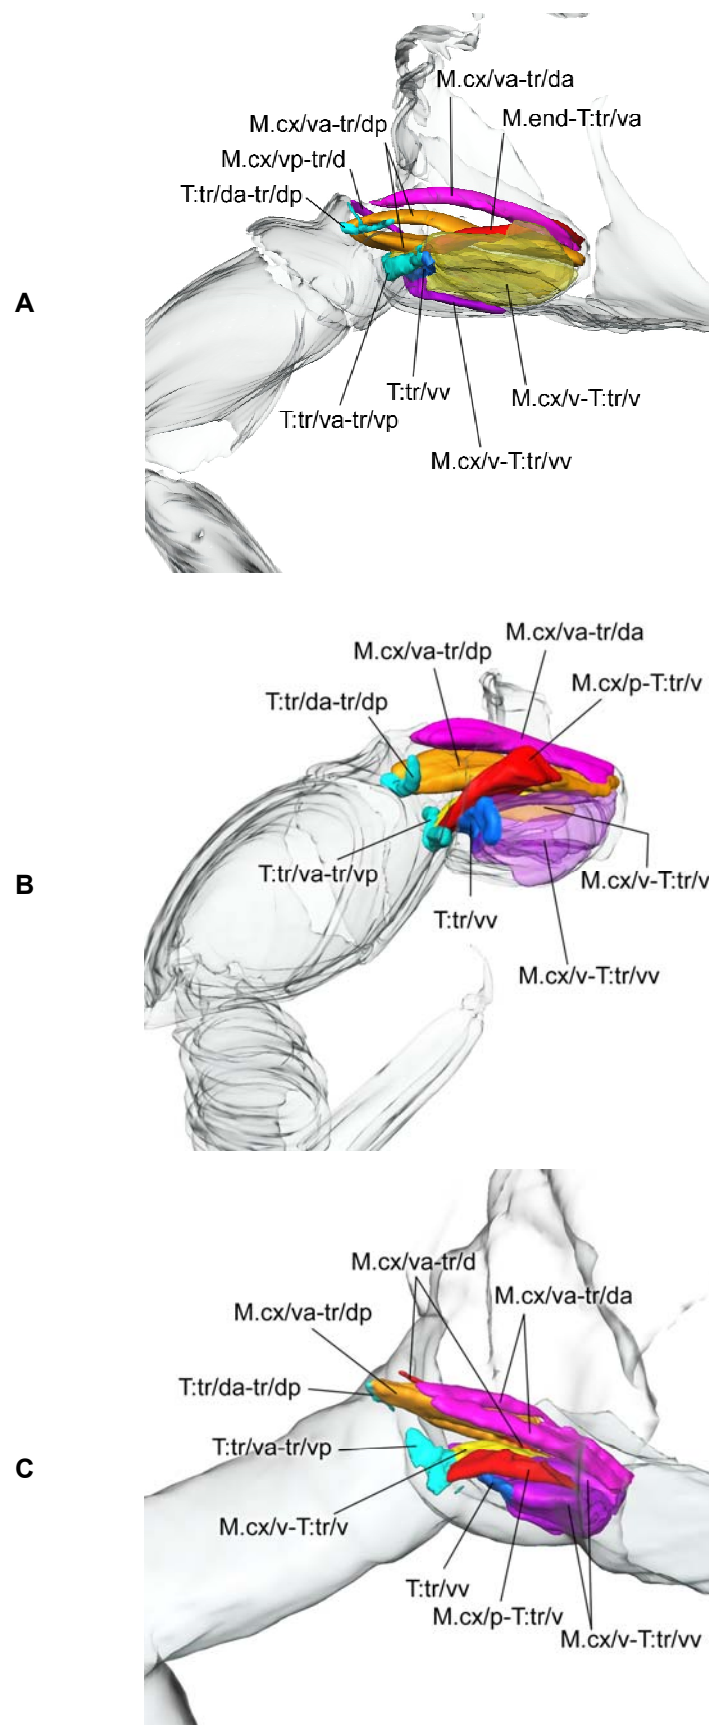 M.cx/va-tr/da
M.end-T:tr/va
M.cx/va-tr/dp
M.cx/vp-tr/d
T:tr/da-tr/dp
A
T:tr/vv
M.cx/v-T:tr/v
T:tr/va-tr/vp
M.cx/v-T:tr/vv
M.cx/va-tr/da
M.cx/va-tr/dp
M.cx/p-T:tr/v
T:tr/da-tr/dp
T:tr/va-tr/vp
M.cx/v-T:tr/v
B
T:tr/vv
M.cx/v-T:tr/vv
M.cx/va-tr/d
M.cx/va-tr/da
M.cx/va-tr/dp
T:tr/da-tr/dp
T:tr/va-tr/vp
C
M.cx/v-T:tr/v
T:tr/vv
M.cx/p-T:tr/v
M.cx/v-T:tr/vv